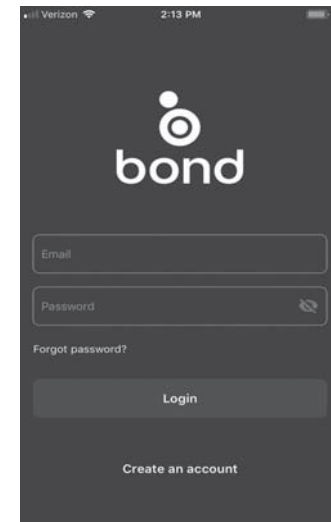 Verizon 2:13 PM
bond
Email
Password
Forgot password?
Login
Create an account